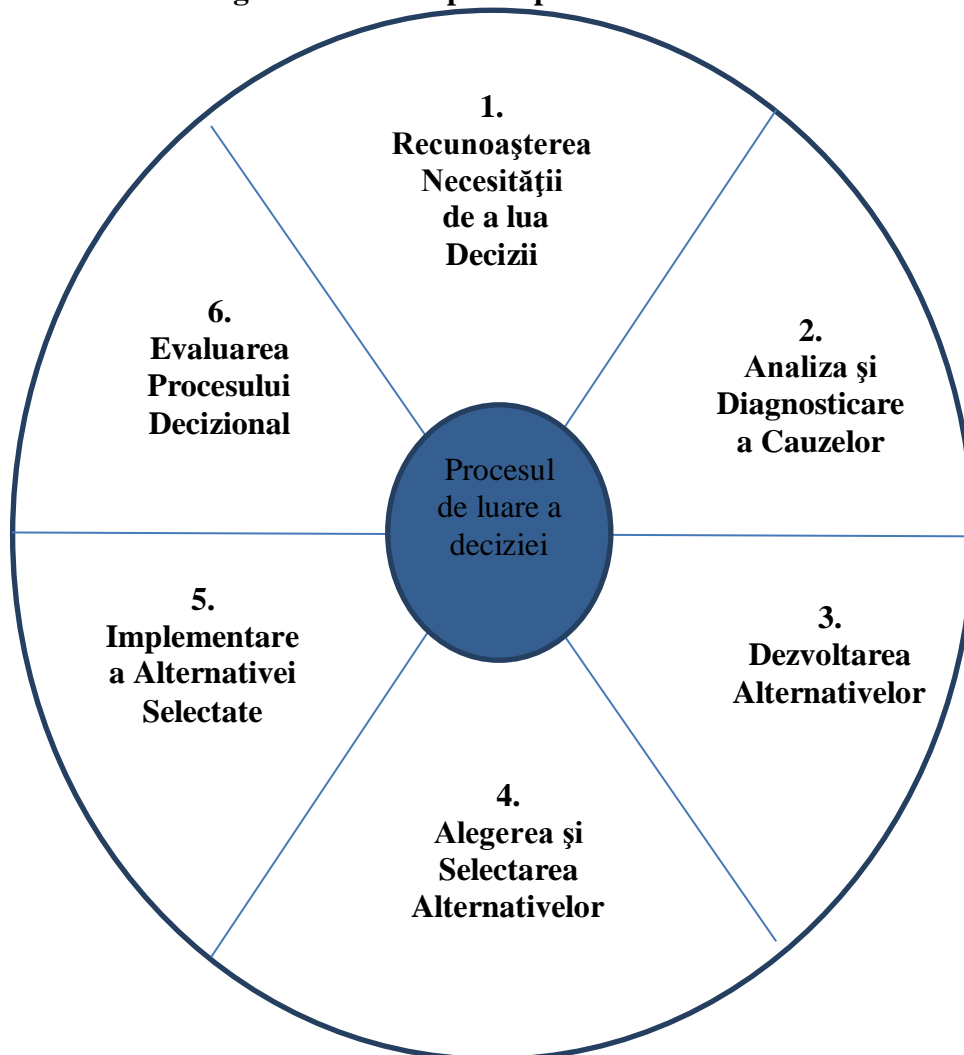 1.
Recunoaşterea
Necesităţii
de a lua
Decizii
2.
Analiza şi
Diagnosticare
a Cauzelor
3.
Dezvoltarea
Alternativelor
4.
Alegerea şi
Selectarea
Alternativelor
5.
Implementare
a Alternativei
Selectate
6.
Evaluarea
Procesului
Decizional
Procesul
de luare a
deciziei